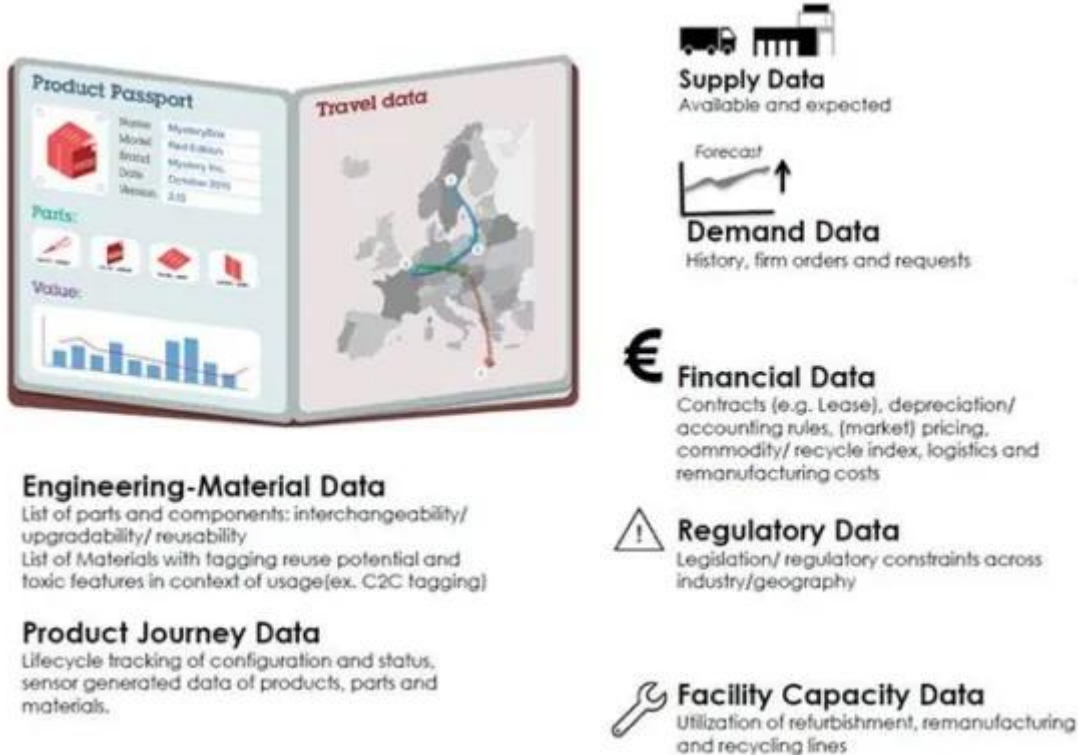 Product Passport
Name MysteryBox
Model Red Edition
Brand Mystery Inc.
Date October 2015
Version
Parts:
Value:
Travel data
Engineering-Material Data
List of parts and components: interchangeability/
upgradability/ reusability
List of Materials with tagging reuse potential and
toxic features in context of usage(ex. C2C tagging)
Product Journey Data
Lifecycle tracking of configuration and status,
sensor generated data of products, parts and
materials.
Supply Data
Available and expected
Forecast
Demand Data
History, firm orders and requests
€
Financial Data
Contracts (e.g. Lease), depreciation/
accounting rules, (market) pricing,
commodity/ recycle index, logistics and
remanufacturing costs
!
Regulatory Data
Legislation/ regulatory constraints across
industry/geography
Facility Capacity Data
Utilization of refurbishment, remanufacturing
and recycling lines